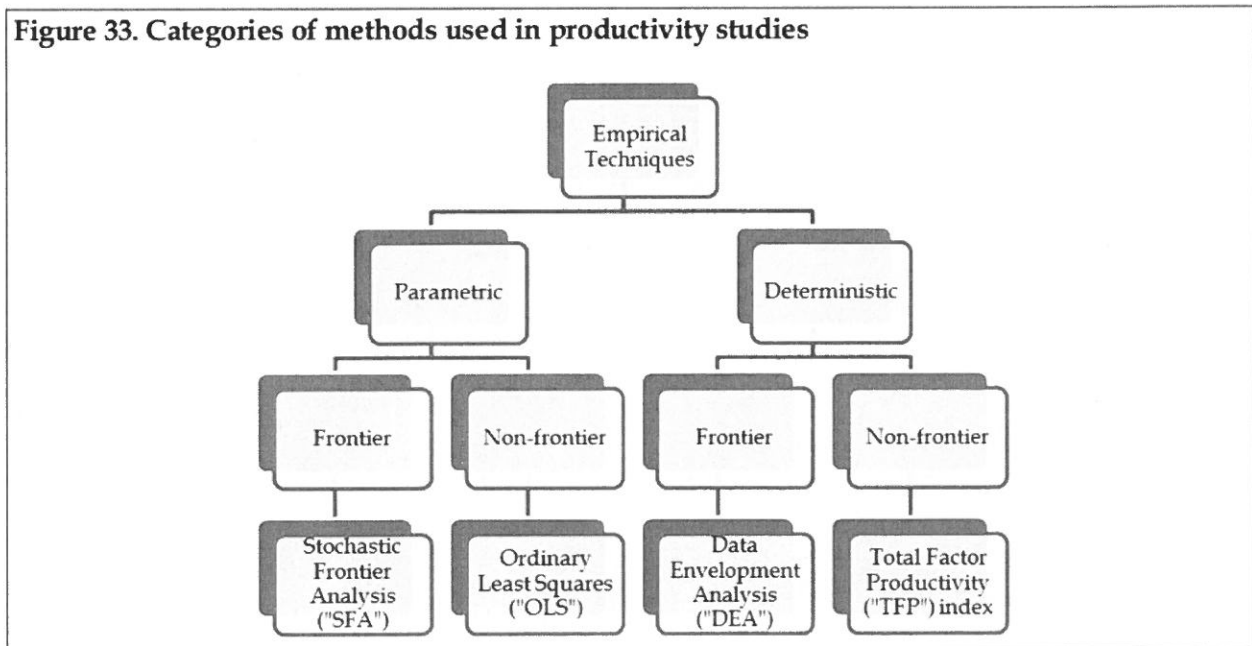 Figure 33. Categories of methods used in productivity studies
Empirical
Techniques
Parametric
Deterministic
Frontier
Non-frontier
Frontier
Non-frontier
Stochastic
Frontier
Analysis
("SFA")
Ordinary
Least Squares
("OLS")
Data
Envelopment
Analysis
("DEA")
Total Factor
Productivity
("TFP") index